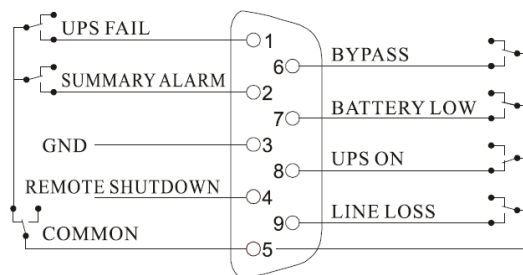 UPS FAIL
1
6
BYPASS
SUMMARY ALARM
2
7
BATTERY LOW
GND
3
8
UPS ON
REMOTE SHUTDOWN
4
9
LINE LOSS
COMMON
5